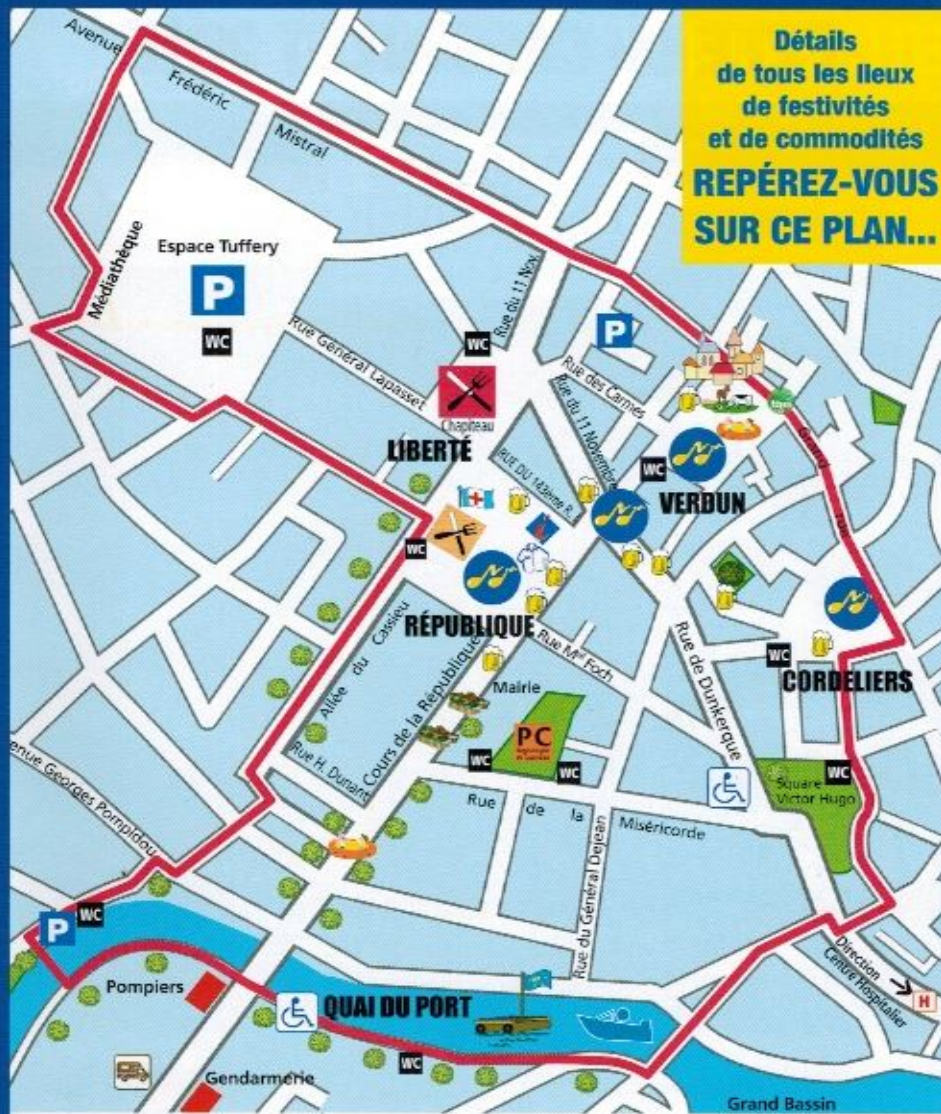 Détails
de tous les lieux
de festivités
et de commodités
REPÉREZ-VOUS
SUR CE PLAN...
Avenue
Frédéric
Mistral
Médiathèque
Espace Tuffery
P
WC
Rue du 11 Nov.
WC
P
Rue Général Lapasset
Chapiteau
Rue des Carmes
Rue du 11 Novembre
LIBERTÉ
RUE DU 143ème R.
WC
VERDUN
Grand
rue
WC
RÉPUBLIQUE
Rue Mal Foch
WC
CORDELIERS
Allée du Cassieu
Cours de la République
Rue de Dunkerque
Mairie
PC
WC
WC
WC
Square
Victor Hugo
Rue H. Dunant
Rue de la
Miséricorde
Rue du Général Dejean
enue Georges Pompidou
P
WC
Pompiers
QUAI DU PORT
Direction
Centre Hospitalier
H
WC
Gendarmerie
Grand Bassin